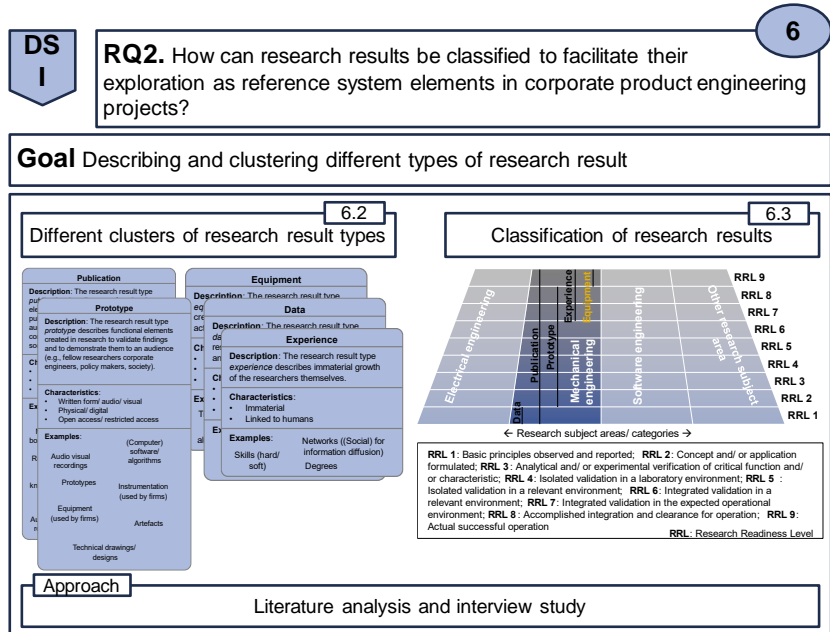 6
DS
I
RQ2. How can research results be classified to facilitate their
exploration as reference system elements in corporate product engineering
projects?
Goal Describing and clustering different types of research result
6.2
Different clusters of research result types
Publication
Description: The research result type
Prototype
Description: The research result type
prototype describes functional elements
created in research to validate findings
and to demonstrate them to an audience
(e.g., fellow researchers corporate
engineers, policy makers, society).
Characteristics:
• Written form/ audio/ visual
• Physical/ digital
• Open access/ restricted access
Examples:
Audio visual
recordings
(Computer)
software/
algorithms
Prototypes
Instrumentation
(used by firms)
Equipment
(used by firms)
Artefacts
Technical drawings/
designs
Equipment
Description: The research result type
Data
Description: The research result type
Experience
Description: The research result type
experience describes immaterial growth
of the researchers themselves.
Characteristics:
• Immaterial
• Linked to humans
Examples:
Skills (hard/
soft)
Networks ((Social) for
information diffusion)
Degrees
6.3
Classification of research results
Electrical engineering
Data
Publication
Prototype
Experience
Equipment
Mechanical
engineering
Software engineering
Other research subject
area
RRL 9
RRL 8
RRL 7
RRL 6
RRL 5
RRL 4
RRL 3
RRL 2
RRL 1
← Research subject areas/ categories →
RRL 1: Basic principles observed and reported; RRL 2: Concept and/ or application
formulated; RRL 3: Analytical and/ or experimental verification of critical function and/
or characteristic; RRL 4: Isolated validation in a laboratory environment; RRL 5 :
Isolated validation in a relevant environment; RRL 6: Integrated validation in a
relevant environment; RRL 7: Integrated validation in the expected operational
environment; RRL 8: Accomplished integration and clearance for operation; RRL 9:
Actual successful operation
RRL: Research Readiness Level
Approach
Literature analysis and interview study